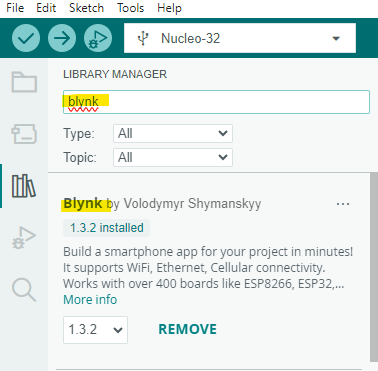 File Edit Sketch Tools Help
Nucleo-32
LIBRARY MANAGER
blynk
Type: All
Topic: All
Blynk by Volodymyr Shymanskyy ...
1.3.2 installed
Build a smartphone app for your project in minutes!
It supports WiFi, Ethernet, Cellular connectivity.
Works with over 400 boards like ESP8266, ESP32,...
More info
1.3.2 REMOVE